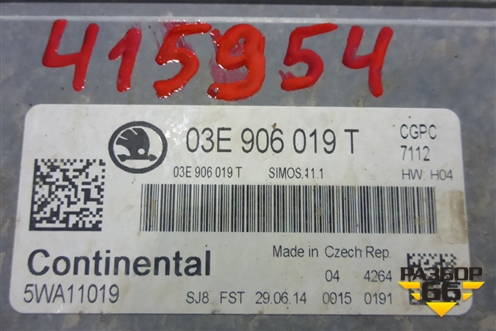 415954
03E 906 019 T
CGPC
7112
03E 906 019 T SIMOS.11.1
HW: H04
Continental
Made in Czech Rep.
04 4264
5WA11019
SJ8 FST 29.06.14 0015 0191
РАЗБОР
66